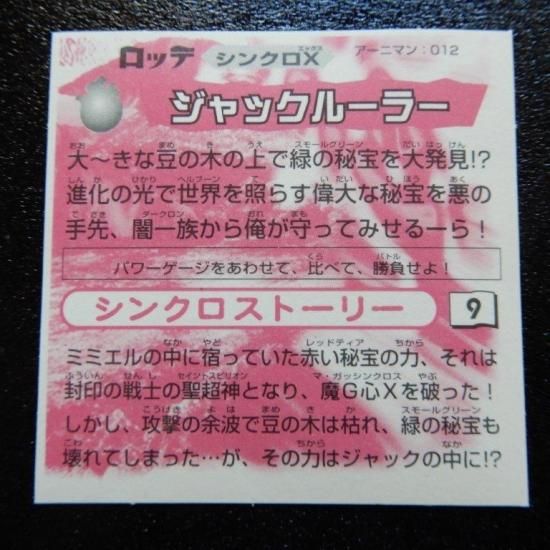 ロッテ シンクロX エックス アーニマン:012
ジャックルーラー
大~きな豆の木の上で緑の秘宝を大発見!?
進化の光で世界を照らす偉大な秘宝を悪の
手先、闇一族から俺が守ってみせるーら!
パワーゲージをあわせて、比べて、勝負せよ!
シンクロストーリー 9
ミミエルの中に宿っていた赤い秘宝の力、それは
封印の戦士の聖超神となり、魔G心Xを破った!
しかし、攻撃の余波で豆の木は枯れ、緑の秘宝も
壊れてしまった…が、その力はジャックの中に!?